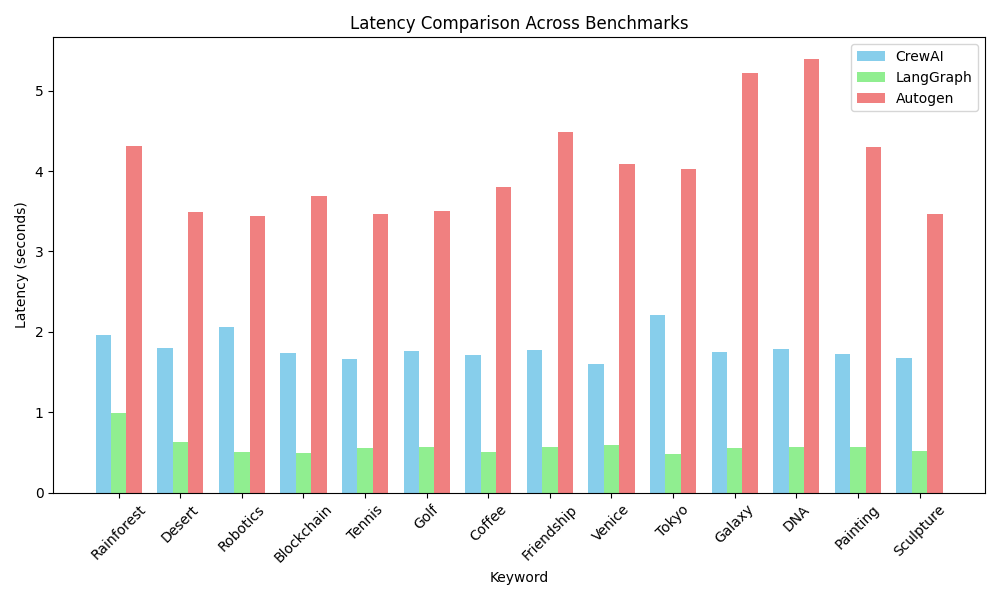 Latency Comparison Across Benchmarks
CrewAI
LangGraph
Autogen
Latency (seconds)
5
4
3
2
1
0
Rainforest
Desert
Robotics
Blockchain
Tennis
Golf
Coffee
Friendship
Venice
Tokyo
Galaxy
DNA
Painting
Sculpture
Keyword